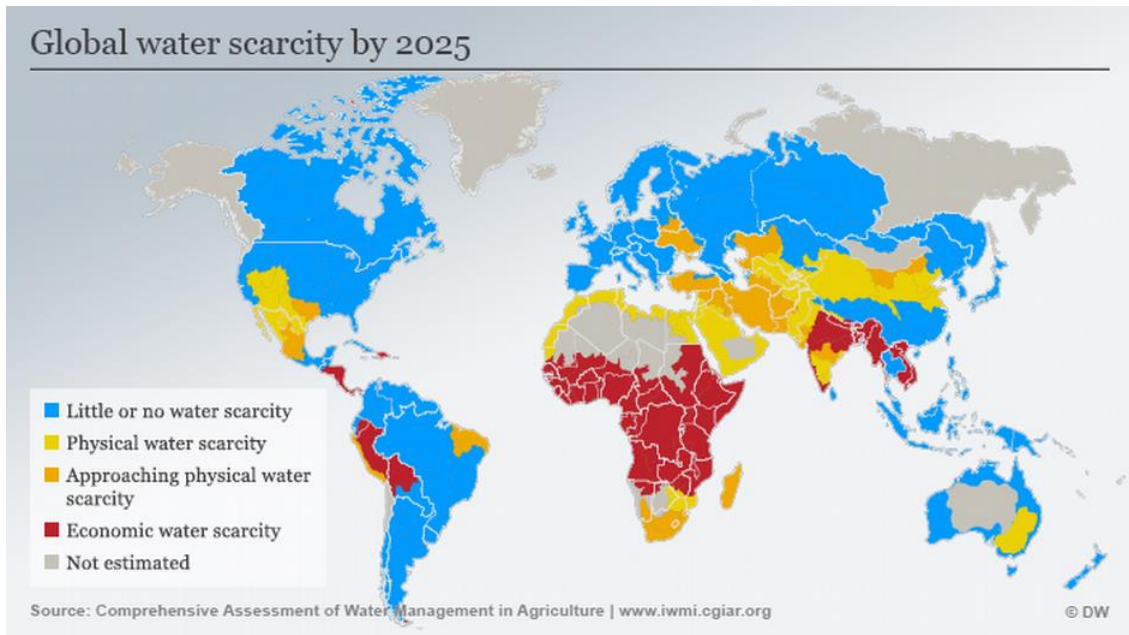 Global water scarcity by 2025
Little or no water scarcity
Physical water scarcity
Approaching physical water
scarcity
Economic water scarcity
Not estimated
Source: Comprehensive Assessment of Water Management in Agriculture | www.iwmi.cgiar.org
© DW